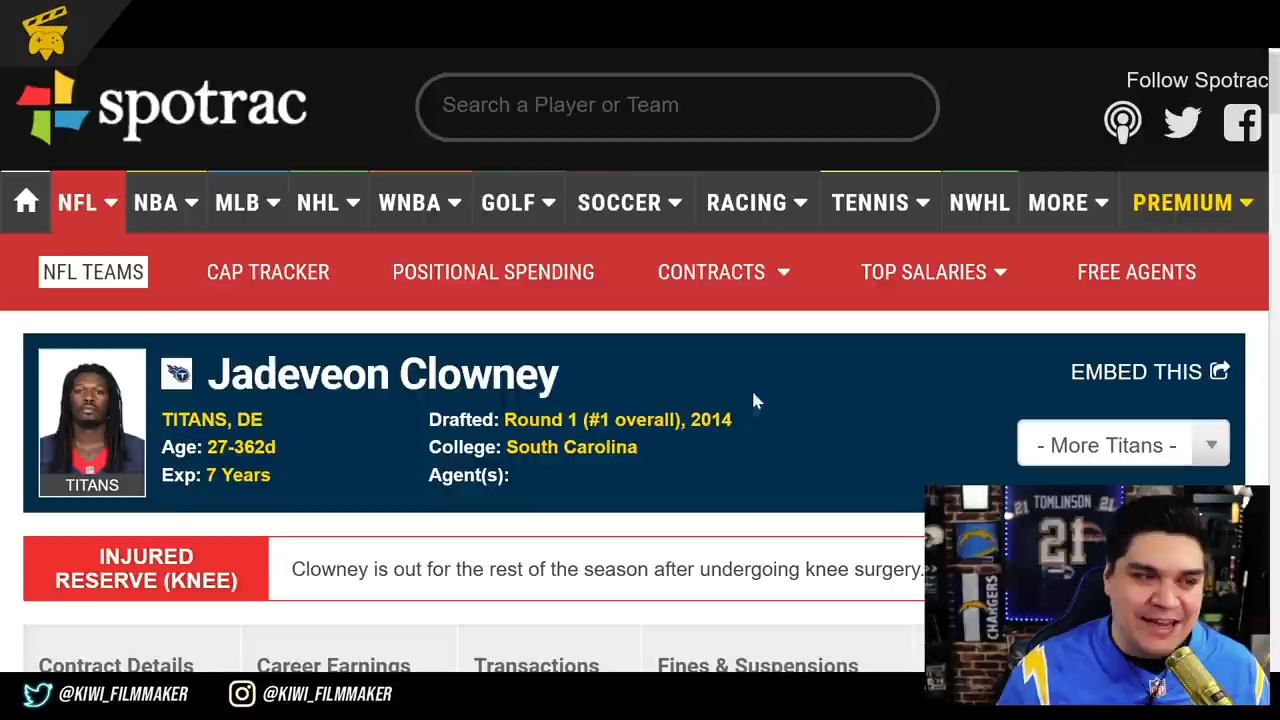 spotrac
Search a Player or Team
Follow Spotrac
NFL NBA MLB NHL WNBA GOLF SOCCER RACING TENNIS NWHL MORE PREMIUM
NFL TEAMS CAP TRACKER POSITIONAL SPENDING CONTRACTS TOP SALARIES FREE AGENTS
Jadeveon Clowney
EMBED THIS
TITANS, DE
Drafted: Round 1 (#1 overall), 2014
Age: 27-362d
College: South Carolina
- More Titans -
Exp: 7 Years
Agent(s):
TITANS
INJURED
RESERVE (KNEE)
Clowney is out for the rest of the season after undergoing knee surgery.
Contract Details Career Earnings Transactions Fines & Suspensions
21 TOMLINSON 21
21
CHARGERS
@KIWI_FILMMAKER @KIWI_FILMMAKER